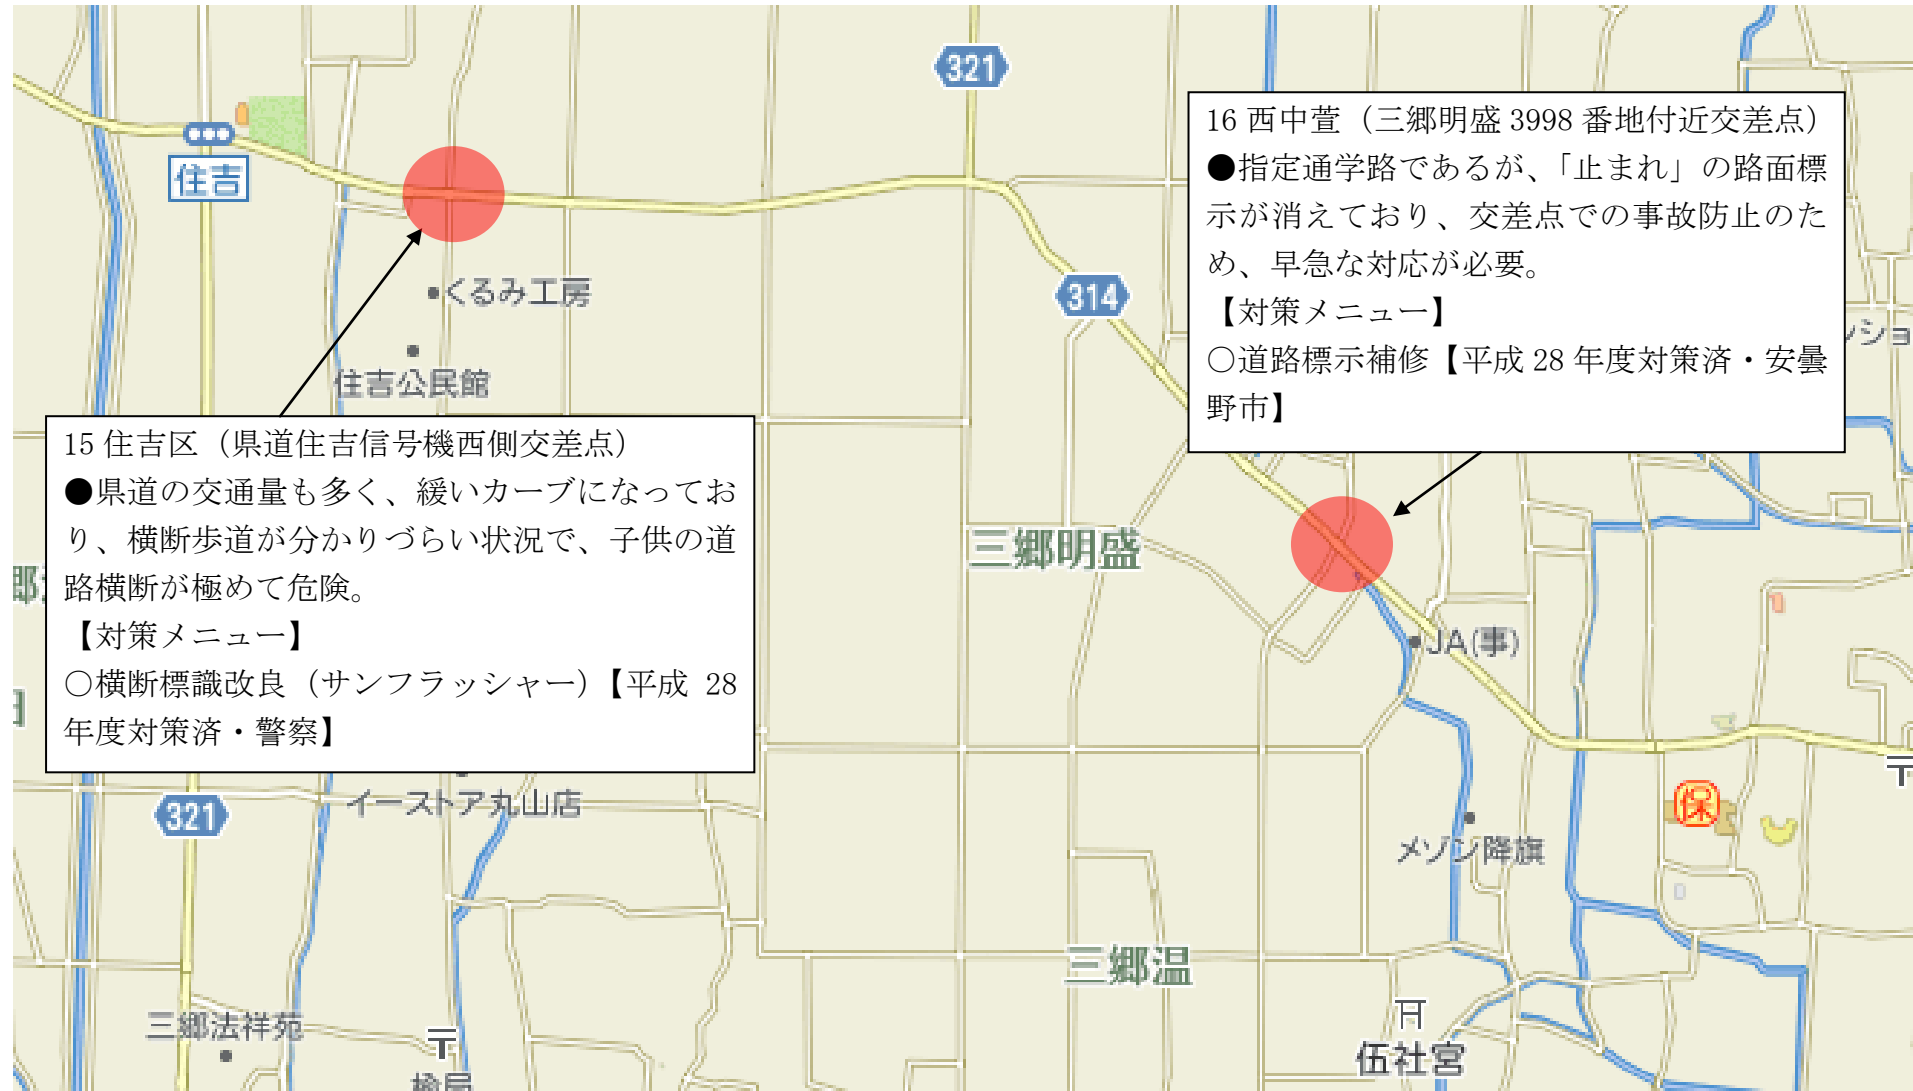 321
16 西中萱（三郷明盛 3998 番地付近交差点）
●指定通学路であるが、「止まれ」の路面標
示が消えており、交差点での事故防止のた
め、早急な対応が必要。
【対策メニュー】
○道路標示補修【平成 28 年度対策済・安曇
野市】
住吉
314
くるみ工房
住吉公民館
ンショ
15 住吉区（県道住吉信号機西側交差点）
●県道の交通量も多く、緩いカーブになってお
り、横断歩道が分かりづらい状況で、子供の道
路横断が極めて危険。
【対策メニュー】
○横断標識改良（サンフラッシャー）【平成 28
年度対策済・警察】
三郷明盛
郷
JA(事)
321
イーストア丸山店
保
メゾン降旗
三郷温
三郷法祥苑
伍社宮